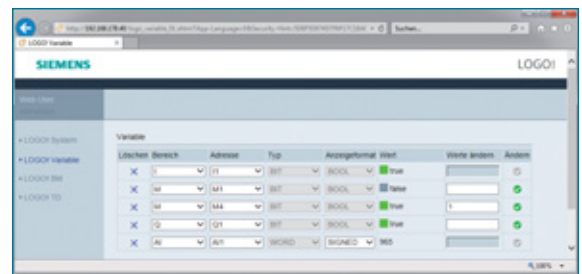 LOGO! Variable
Suchen...
SIEMENS LOGO!
Web User
LOGO! System
LOGO! Variable
LOGO! BM
LOGO! TD
Variable
Löschen Bereich Adresse Typ Anzeigeformat Wert Werte ändern Ändern
I I1 BIT BOOL true
M M1 BIT BOOL false
M M4 BIT BOOL true 1
Q Q1 BIT BOOL true
AI AI1 WORD SIGNED 965
100%